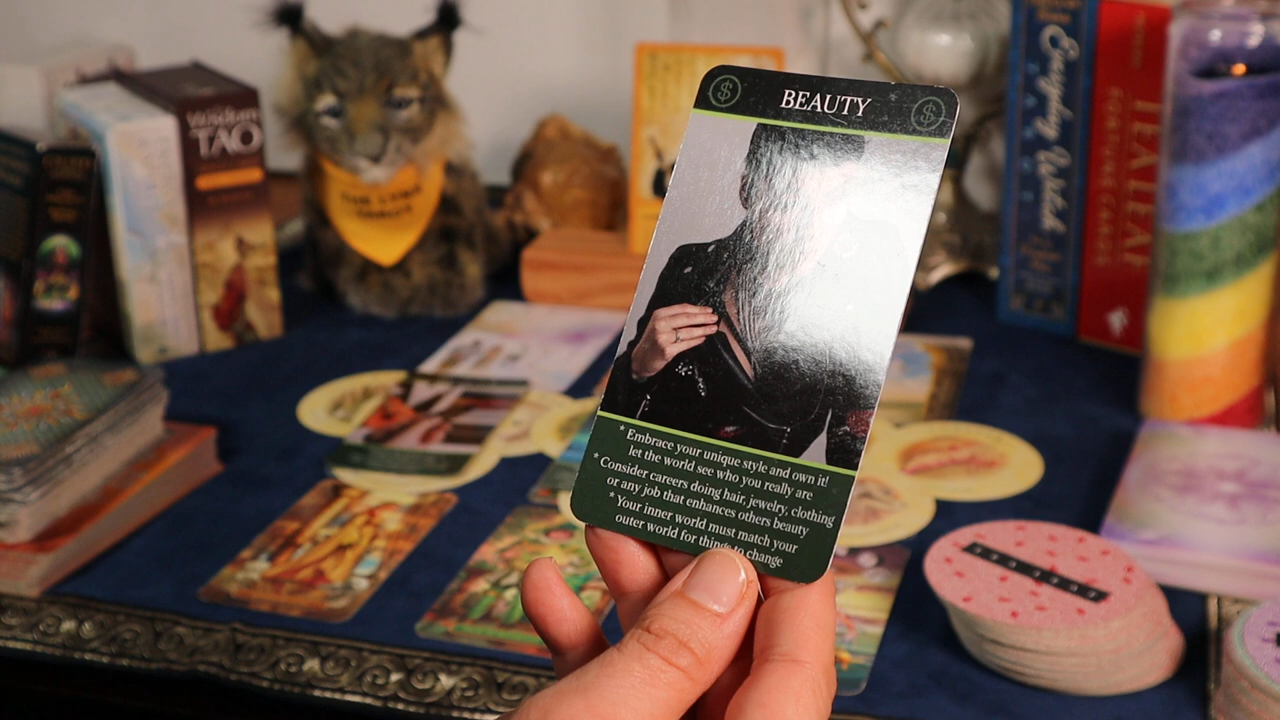 BEAUTY
* Embrace your unique style and own it!
let the world see who you really are
* Consider careers doing hair, jewelry, clothing
or any job that enhances others beauty
* Your inner world must match your
outer world for things to change
Wisdom
TAO
Everyday Witch
TEA LEAF
FORTUNE CARDS